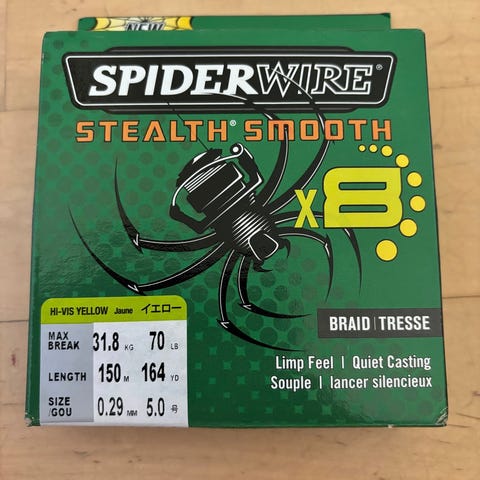 NEW
SPIDERWIRE®
STEALTH® SMOOTH
x8
HI-VIS YELLOW Jaune イエロー
MAX BREAK 31.8 KG 70 LB
LENGTH 150 M 164 YD
SIZE /GOU 0.29 MM 5.0 号
BRAID | TRESSE
Limp Feel | Quiet Casting
Souple | lancer silencieux